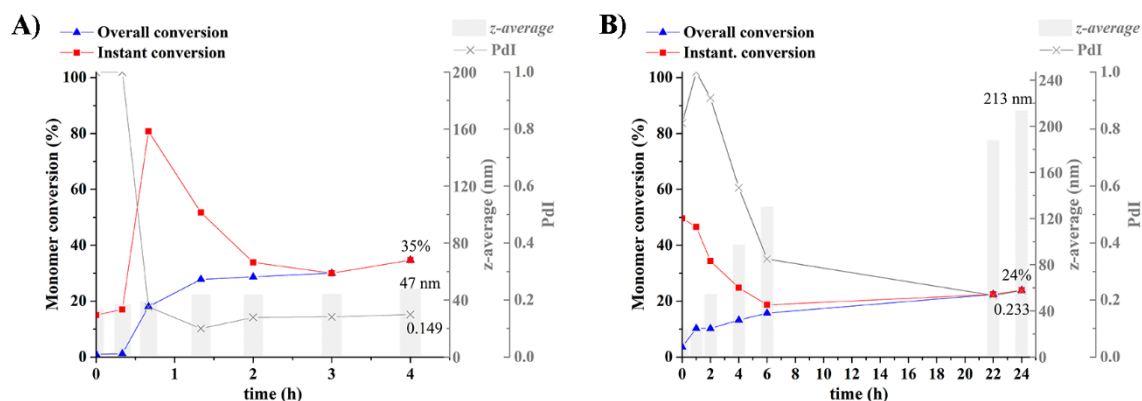 A)
Overall conversion
Instant conversion
z-average
PdI
100
80
60
40
20
0
Monomer conversion (%)
200
160
120
80
40
0
z-average (nm)
1.0
0.8
0.6
0.4
0.2
0.0
PdI
35%
47 nm
0.149
0 1 2 3 4
time (h)
B)
Overall conversion
Instant. conversion
z-average
PdI
100
80
60
40
20
0
Monomer conversion (%)
240
200
160
120
80
40
0
z-average (nm)
1.0
0.8
0.6
0.4
0.2
0.0
PdI
213 nm
24%
0.233
0 2 4 6 8 10 12 14 16 18 20 22 24
time (h)